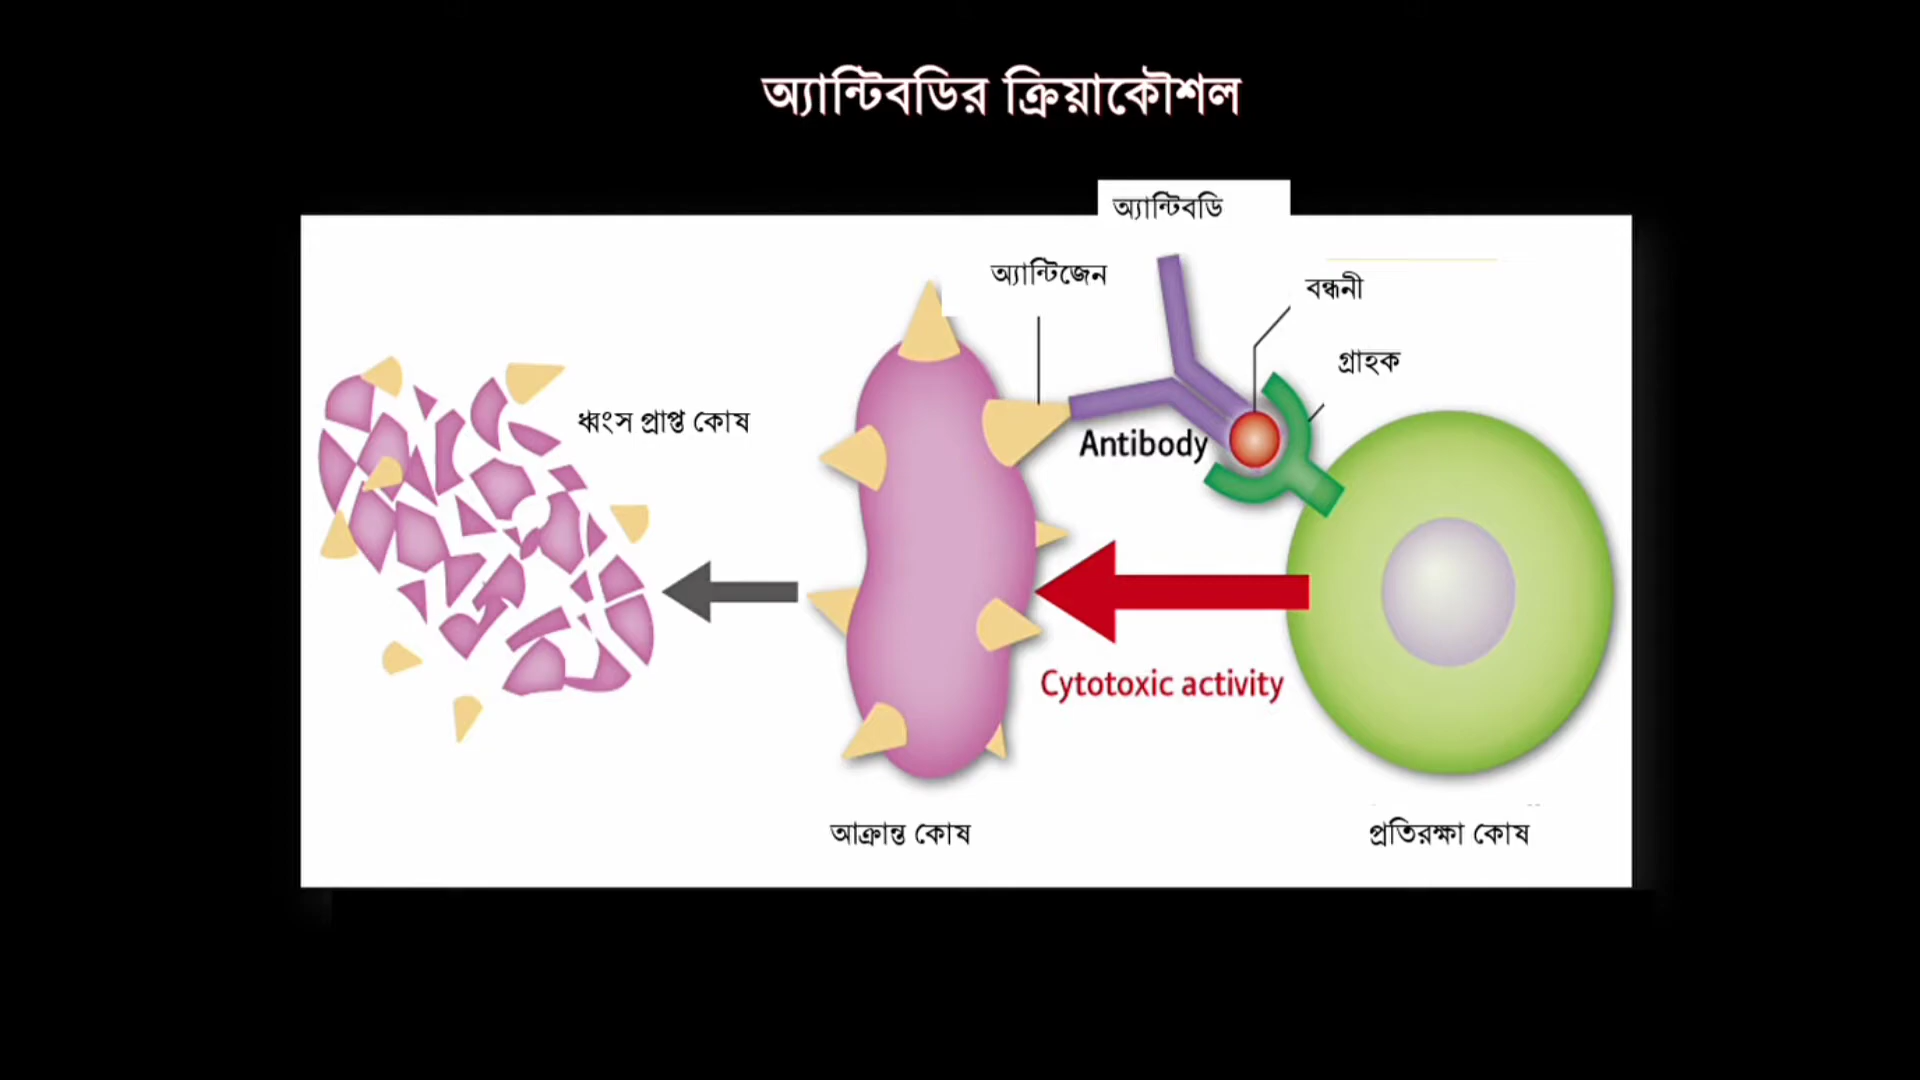 অ্যান্টিবডির ক্রিয়াকৌশল
অ্যান্টিবডি
অ্যান্টিজেন
বন্ধনী
গ্রাহক
ধ্বংস প্রাপ্ত কোষ
Antibody
Cytotoxic activity
আক্রান্ত কোষ
প্রতিরক্ষা কোষ